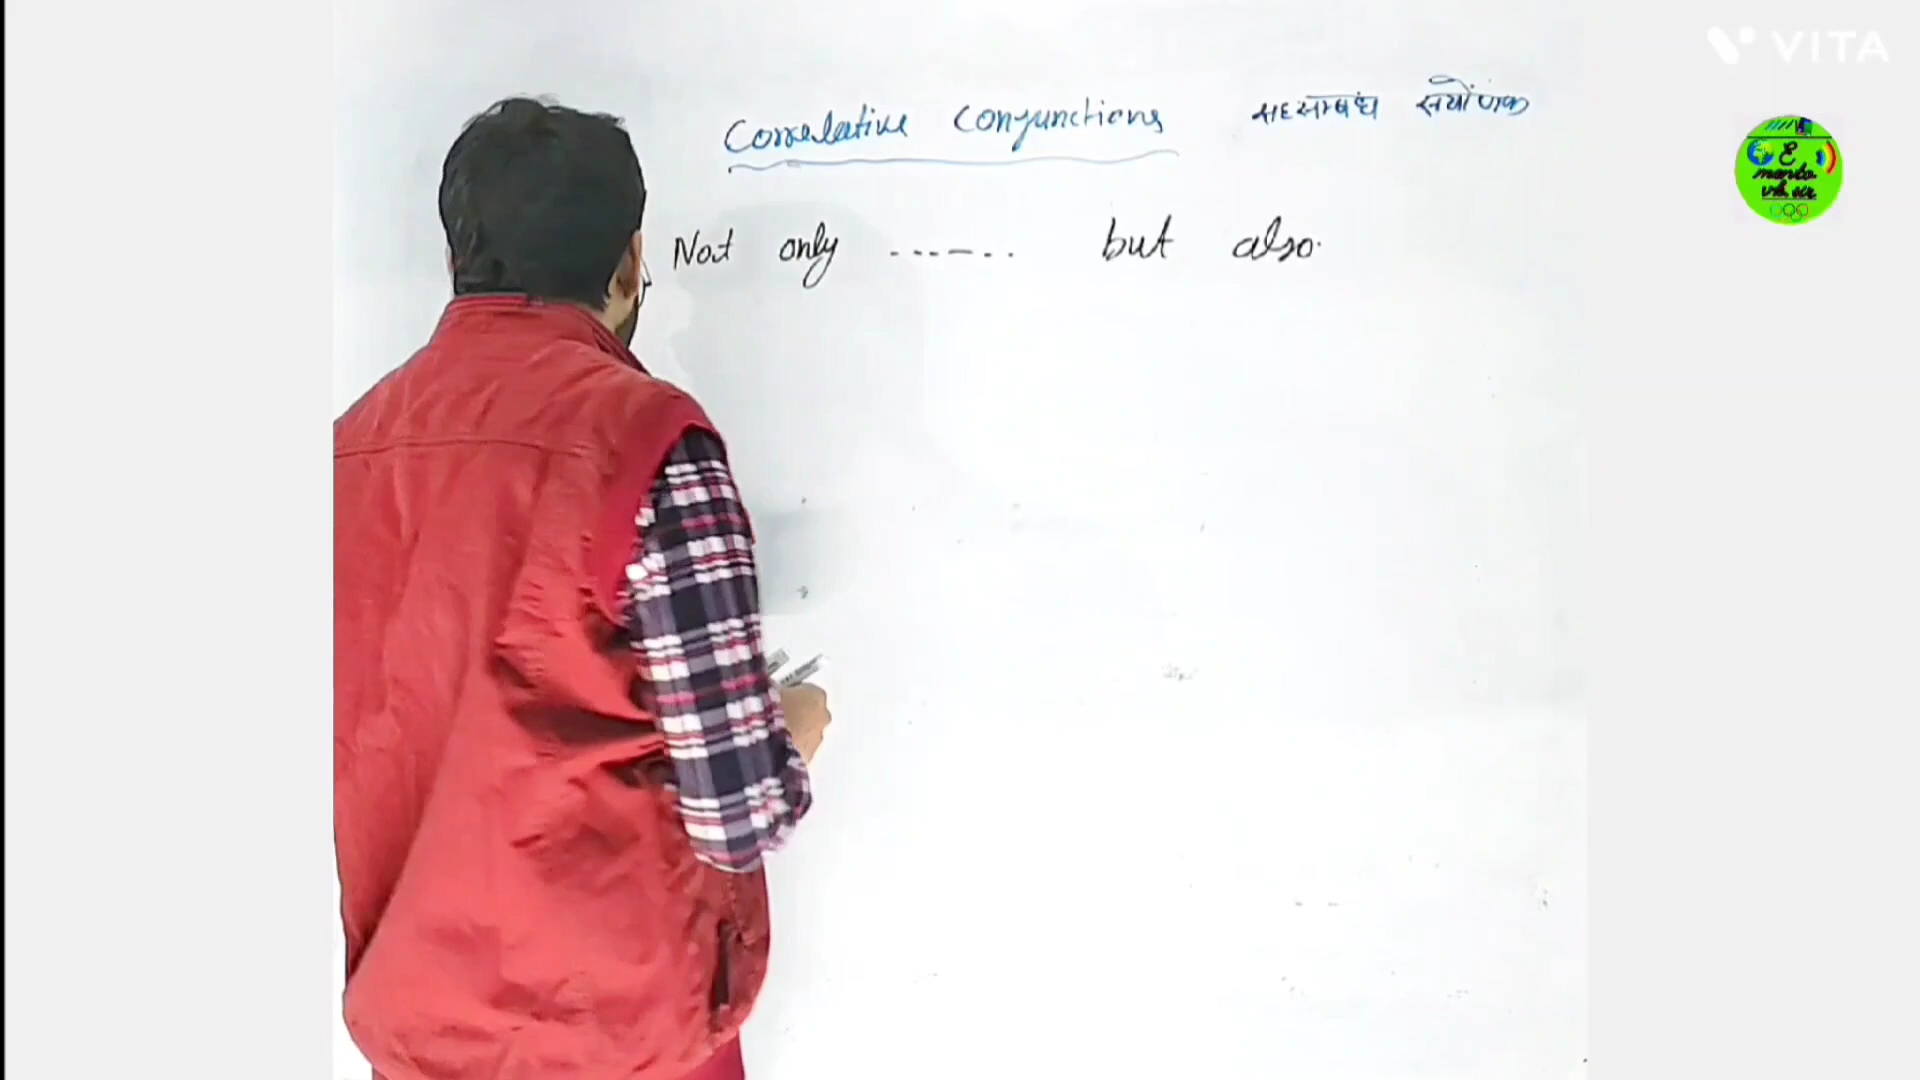 Correlative Conjunctions सहसम्बंध संयोंजक
Not only ------- but also.
VITA
E